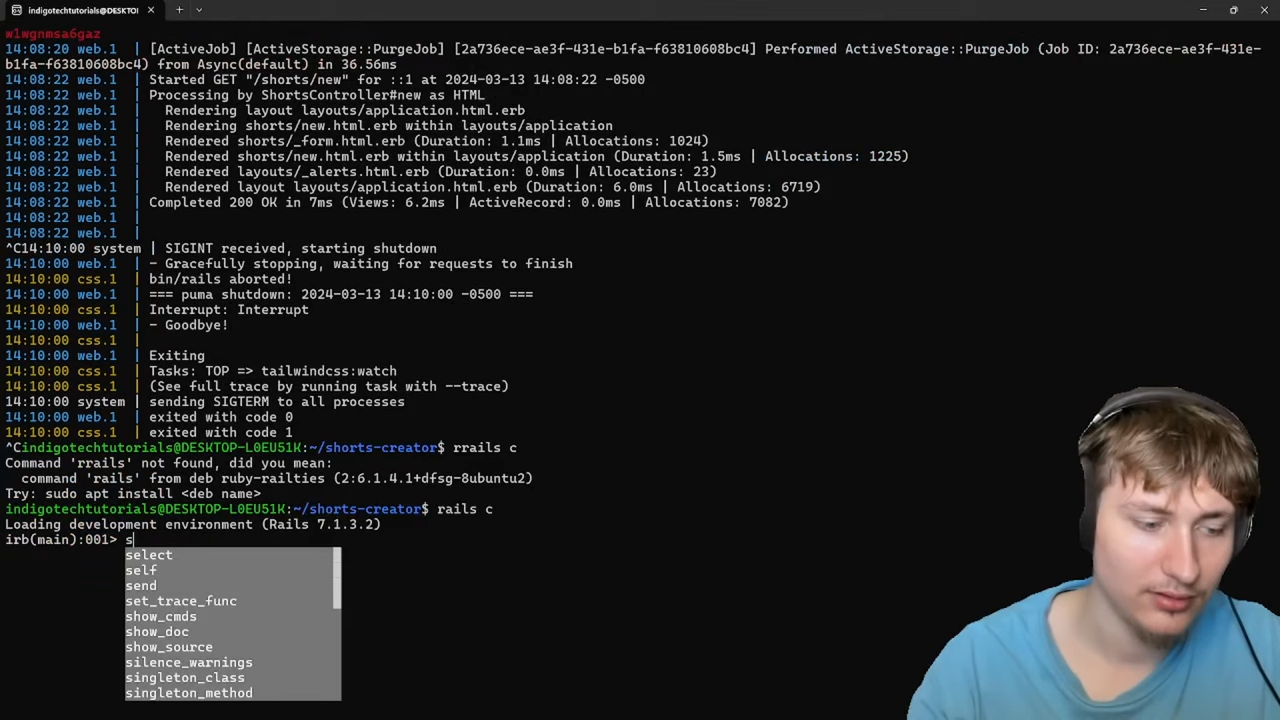 indigotechtutorials@DESKTOP-
w1wgnmsa6gaz
14:08:20 web.1  | [ActiveJob] [ActiveStorage::PurgeJob] [2a736ece-ae3f-431e-b1fa-f63810608bc4] Performed ActiveStorage::PurgeJob (Job ID: 2a736ece-ae3f-431e-
b1fa-f63810608bc4) from Async(default) in 36.56ms
14:08:22 web.1  | Started GET "/shorts/new" for ::1 at 2024-03-13 14:08:22 -0500
14:08:22 web.1  | Processing by ShortsController#new as HTML
14:08:22 web.1  |   Rendering layout layouts/application.html.erb
14:08:22 web.1  |   Rendering shorts/new.html.erb within layouts/application
14:08:22 web.1  |   Rendered shorts/_form.html.erb (Duration: 1.1ms | Allocations: 1024)
14:08:22 web.1  |   Rendered shorts/new.html.erb within layouts/application (Duration: 1.5ms | Allocations: 1225)
14:08:22 web.1  |   Rendered layouts/_alerts.html.erb (Duration: 0.0ms | Allocations: 23)
14:08:22 web.1  |   Rendered layout layouts/application.html.erb (Duration: 6.0ms | Allocations: 6719)
14:08:22 web.1  | Completed 200 OK in 7ms (Views: 6.2ms | ActiveRecord: 0.0ms | Allocations: 7082)
14:08:22 web.1  |
14:08:22 web.1  |
^C14:10:00 system | SIGINT received, starting shutdown
14:10:00 web.1  | - Gracefully stopping, waiting for requests to finish
14:10:00 css.1  | bin/rails aborted!
14:10:00 web.1  | === puma shutdown: 2024-03-13 14:10:00 -0500 ===
14:10:00 css.1  | Interrupt: Interrupt
14:10:00 web.1  | - Goodbye!
14:10:00 css.1  |
14:10:00 web.1  | Exiting
14:10:00 css.1  | Tasks: TOP => tailwindcss:watch
14:10:00 css.1  | (See full trace by running task with --trace)
14:10:00 system | sending SIGTERM to all processes
14:10:00 web.1  | exited with code 0
14:10:00 css.1  | exited with code 1
^Cindigotechtutorials@DESKTOP-L0EU51K:~/shorts-creator$ rrails c
Command 'rrails' not found, did you mean:
  command 'rails' from deb ruby-railties (2:6.1.4.1+dfsg-8ubuntu2)
Try: sudo apt install <deb name>
indigotechtutorials@DESKTOP-L0EU51K:~/shorts-creator$ rails c
Loading development environment (Rails 7.1.3.2)
irb(main):001> s
select
self
send
set_trace_func
show_cmds
show_doc
show_source
silence_warnings
singleton_class
singleton_method